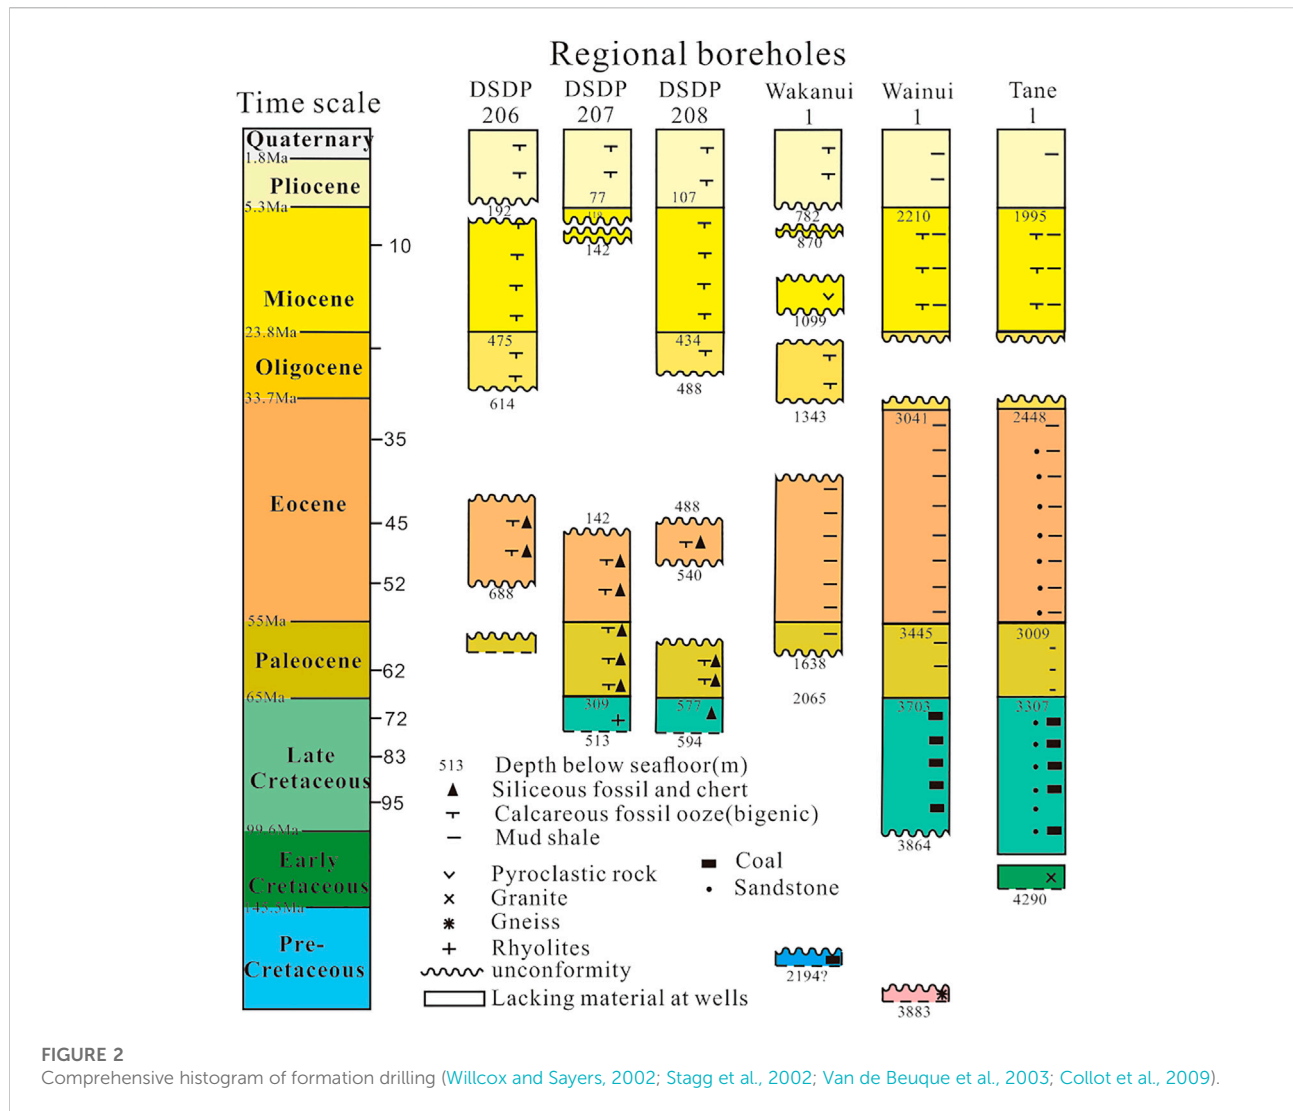 Regional boreholes
Time scale
DSDP
206
DSDP
207
DSDP
208
Wakanui
1
Wainui
1
Tane
1
Quaternary
1.8Ma
Pliocene
5.3Ma
10
Miocene
23.8Ma
Oligocene
33.7Ma
35
Eocene
45
52
55Ma
Paleocene
62
65Ma
72
Late
Cretaceous
83
95
99.6Ma
Early
Cretaceous
145.5Ma
Pre-
Cretaceous
192
475
614
688
77
142
142
309
513
107
434
488
488
540
577
594
782
870
1099
1343
1638
2065
2194?
2210
3041
3445
3703
3864
3883
1995
2448
3009
3307
4290
513 Depth below seafloor(m)
Siliceous fossil and chert
Calcareous fossil ooze(bigenic)
Mud shale
Pyroclastic rock
Granite
Gneiss
Rhyolites
unconformity
Lacking material at wells
Coal
Sandstone
FIGURE 2
Comprehensive histogram of formation drilling (Willcox and Sayers, 2002; Stagg et al., 2002; Van de Beuque et al., 2003; Collot et al., 2009).